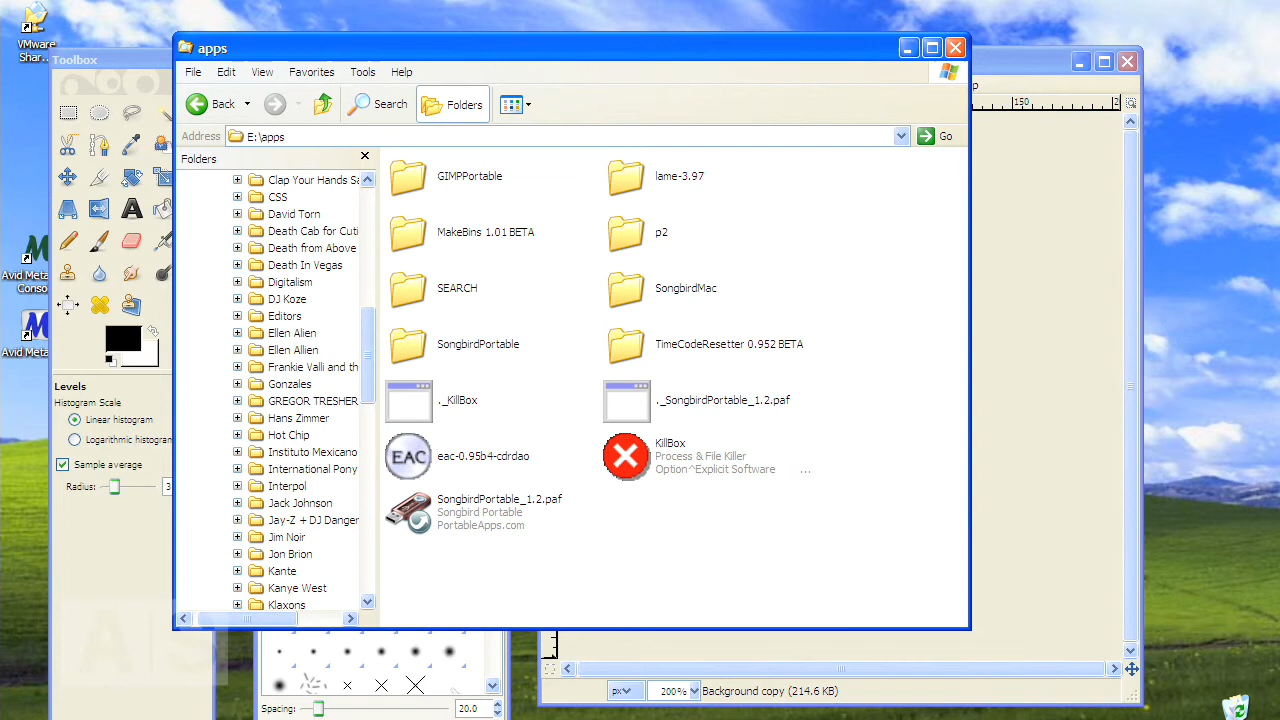 VMware
Shar...
Toolbox
apps
File Edit View Favorites Tools Help
Back Search Folders
Address E:\apps Go
Folders
Clap Your Hands Sa
CSS
David Torn
Death Cab for Cuti
Death from Above
Death In Vegas
Digitalism
DJ Koze
Editors
Ellen Alien
Ellen Allien
Frankie Valli and th
Gonzales
GREGOR TRESHER
Hans Zimmer
Hot Chip
Instituto Mexicano
International Pony
Interpol
Jack Johnson
Jay-Z + DJ Danger
Jim Noir
Jon Brion
Kante
Kanye West
Klaxons
GIMPPortable
lame-3.97
MakeBins 1.01 BETA
p2
SEARCH
SongbirdMac
SongbirdPortable
TimeCodeResetter 0.952 BETA
._KillBox
._SongbirdPortable_1.2.paf
EAC
eac-0.95b4-cdrdao
KillBox
Process & File Killer
Option^Explicit Software ...
SongbirdPortable_1.2.paf
Songbird Portable
PortableApps.com
Avid Meta
Conso
Avid Meta
Levels
Histogram Scale
Linear histogram
Logarithmic histogram
Sample average
Radius: 3
Spacing: 20.0
p
150 2
px 200% Background copy (214.6 KB)